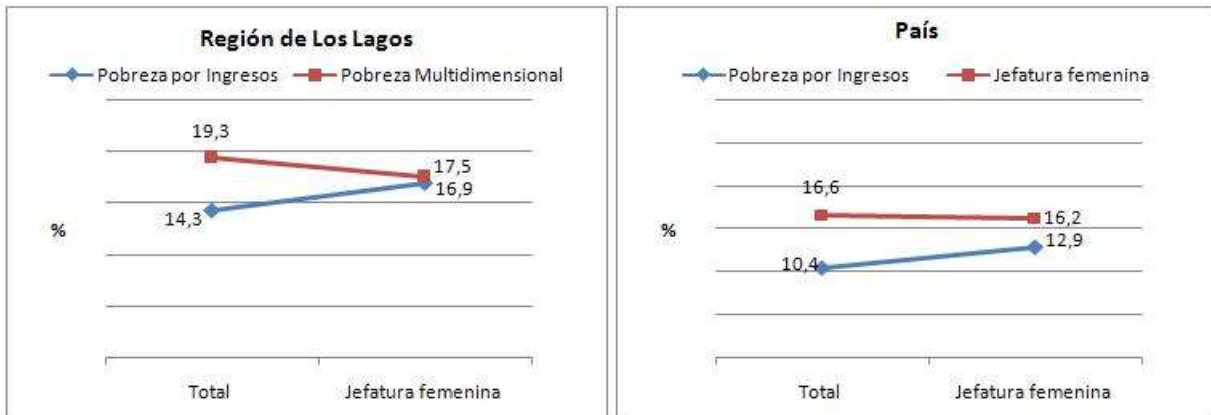 Región de Los Lagos
Pobreza por Ingresos Pobreza Multidimensional
19,3
17,5
16,9
14,3
%
Total Jefatura femenina
País
Pobreza por Ingresos Jefatura femenina
16,6
16,2
12,9
10,4
%
Total Jefatura femenina